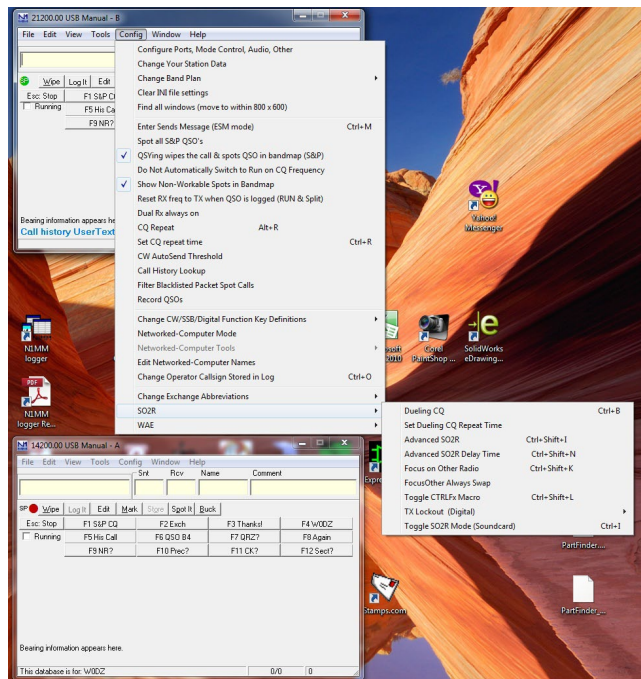 21200.00 USB Manual - B
File Edit View Tools Config Window Help
Wipe Log It Edit
Esc: Stop F1 S&P C
Running F5 His Ca
F9 NR?
Bearing information appears he
Call history UserText
Configure Ports, Mode Control, Audio, Other
Change Your Station Data
Change Band Plan
Clear INI file settings
Find all windows (move to within 800 x 600)
Enter Sends Message (ESM mode) Ctrl+M
Spot all S&P QSO's
QSYing wipes the call & spots QSO in bandmap (S&P)
Do Not Automatically Switch to Run on CQ Frequency
Show Non-Workable Spots in Bandmap
Reset RX freq to TX when QSO is logged (RUN & Split)
Dual Rx always on
CQ Repeat Alt+R
Set CQ repeat time Ctrl+R
CW AutoSend Threshold
Call History Lookup
Filter Blacklisted Packet Spot Calls
Record QSOs
Change CW/SSB/Digital Function Key Definitions
Networked-Computer Mode
Networked-Computer Tools
Edit Networked-Computer Names
Change Operator Callsign Stored in Log Ctrl+O
Change Exchange Abbreviations
SO2R
WAE
Dueling CQ Ctrl+B
Set Dueling CQ Repeat Time
Advanced SO2R Ctrl+Shift+I
Advanced SO2R Delay Time Ctrl+Shift+N
Focus on Other Radio Ctrl+Shift+K
FocusOther Always Swap
Toggle CTRLFx Macro Ctrl+Shift+L
TX Lockout (Digital)
Toggle SO2R Mode (Soundcard) Ctrl+I
Yahoo!
Messenger
N1MM
logger
PDF
N1MM
logger Re...
soft
2010
Corel
PaintShop ...
SolidWorks
eDrawing...
Expre
Stamps.com
PartFinder....
PartFinder_...
14200.00 USB Manual - A
File Edit View Tools Config Window Help
Snt Rcv Name Comment
SP Wipe Log It Edit Mark Store Spot It Buck
Esc: Stop F1 S&P CQ F2 Exch F3 Thanks! F4 W0DZ
Running F5 His Call F6 QSO B4 F7 QRZ? F8 Again
F9 NR? F10 Prec? F11 CK? F12 Sect?
Bearing information appears here.
This database is for: W0DZ 0/0 0